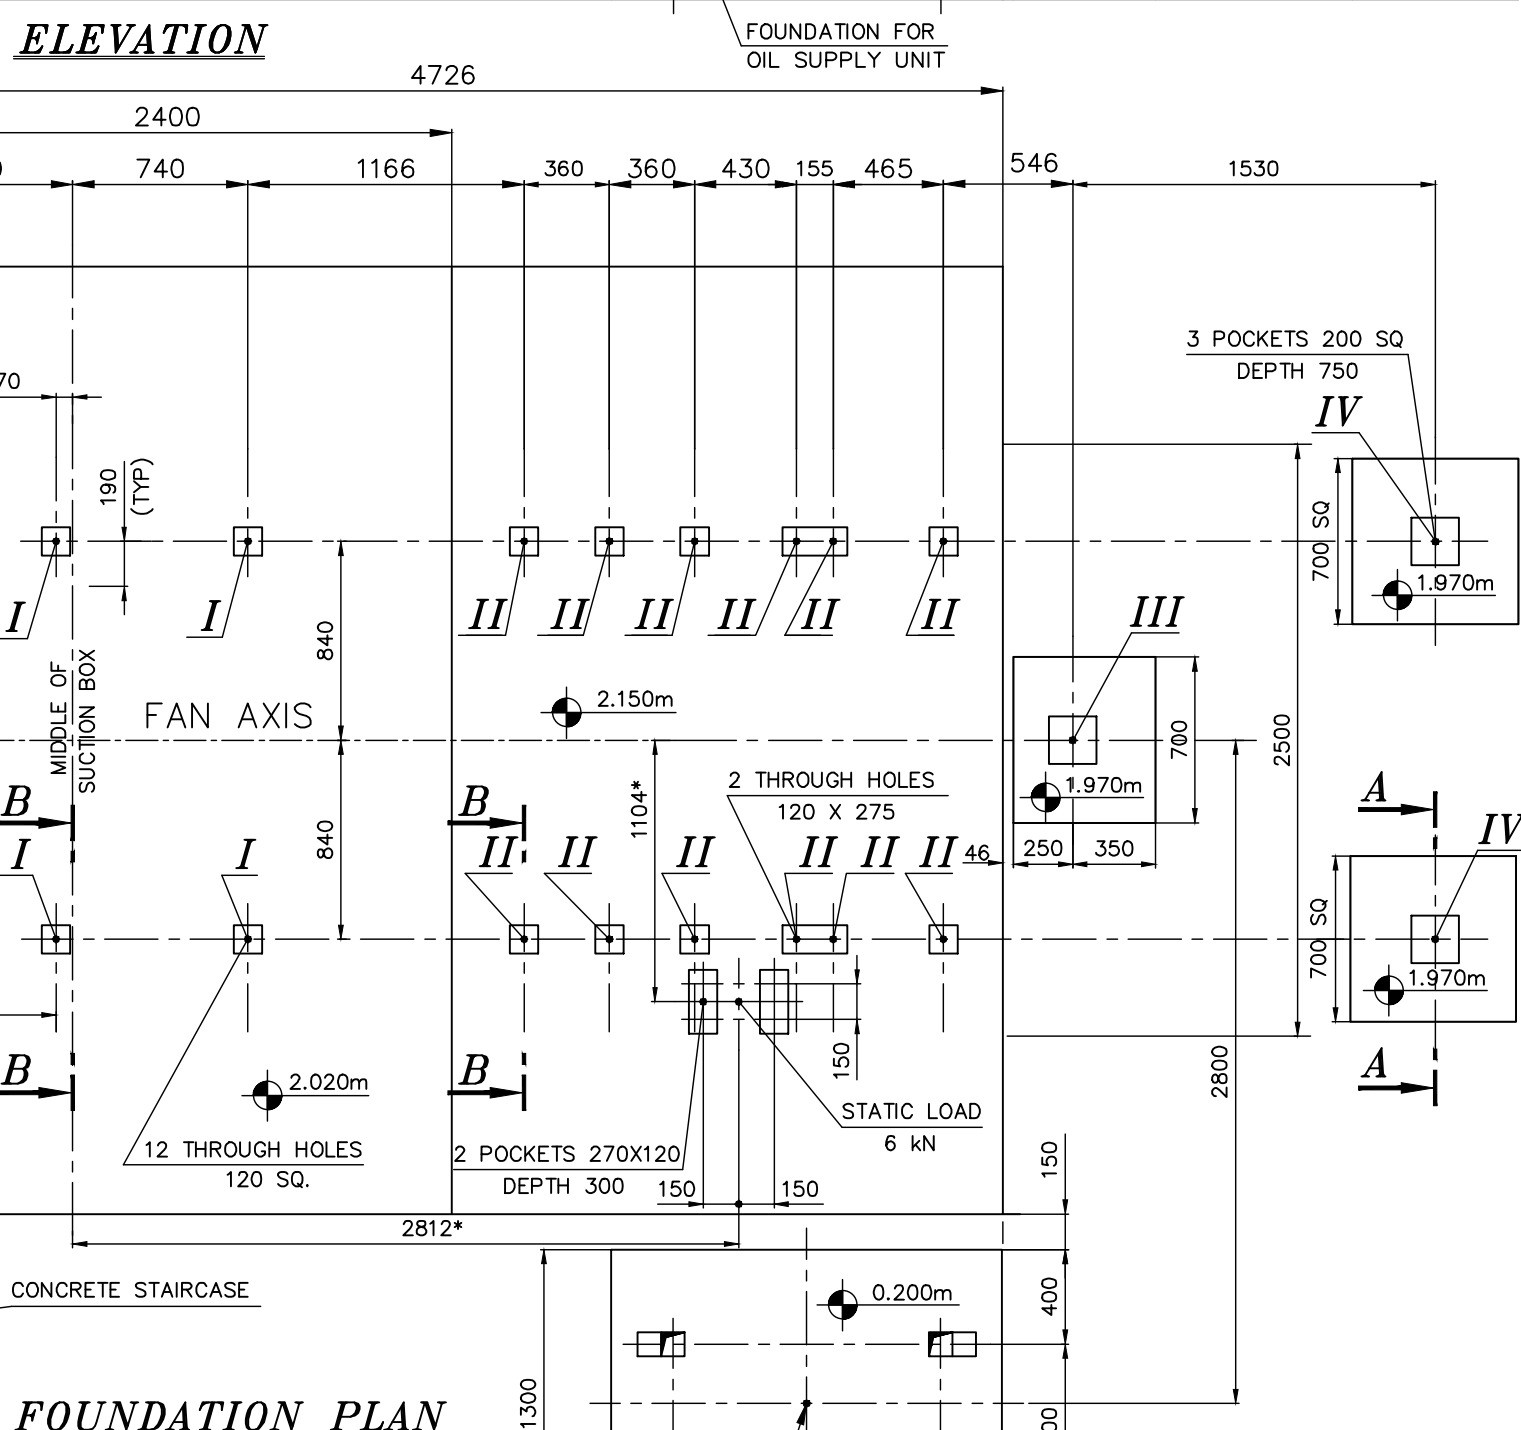 ELEVATION
FOUNDATION FOR
OIL SUPPLY UNIT
4726
2400
740
1166
360
360
430
155
465
546
1530
3 POCKETS 200 SQ
DEPTH 750
IV
70
190
(TYP)
700 SQ
1.970m
I
I
II
II
II
II
II
II
III
840
MIDDLE OF
SUCTION BOX
FAN AXIS
2.150m
700
2500
1104*
2 THROUGH HOLES
120 X 275
1.970m
B
B
A
840
I
I
II
II
II
II
II
II
46
250
350
IV
700 SQ
1.970m
150
B
B
A
2.020m
2800
STATIC LOAD
6 kN
12 THROUGH HOLES
120 SQ.
2 POCKETS 270X120
DEPTH 300
150
150
150
2812*
CONCRETE STAIRCASE
0.200m
400
1300
FOUNDATION PLAN